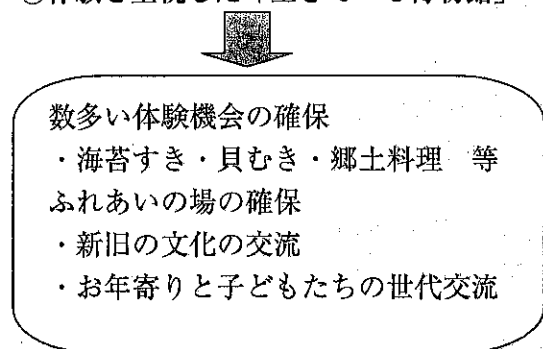 数多い体験機会の確保
・海苔すき・貝むき・郷土料理　等
ふれあいの場の確保
・新旧の文化の交流
・お年寄りと子どもたちの世代交流